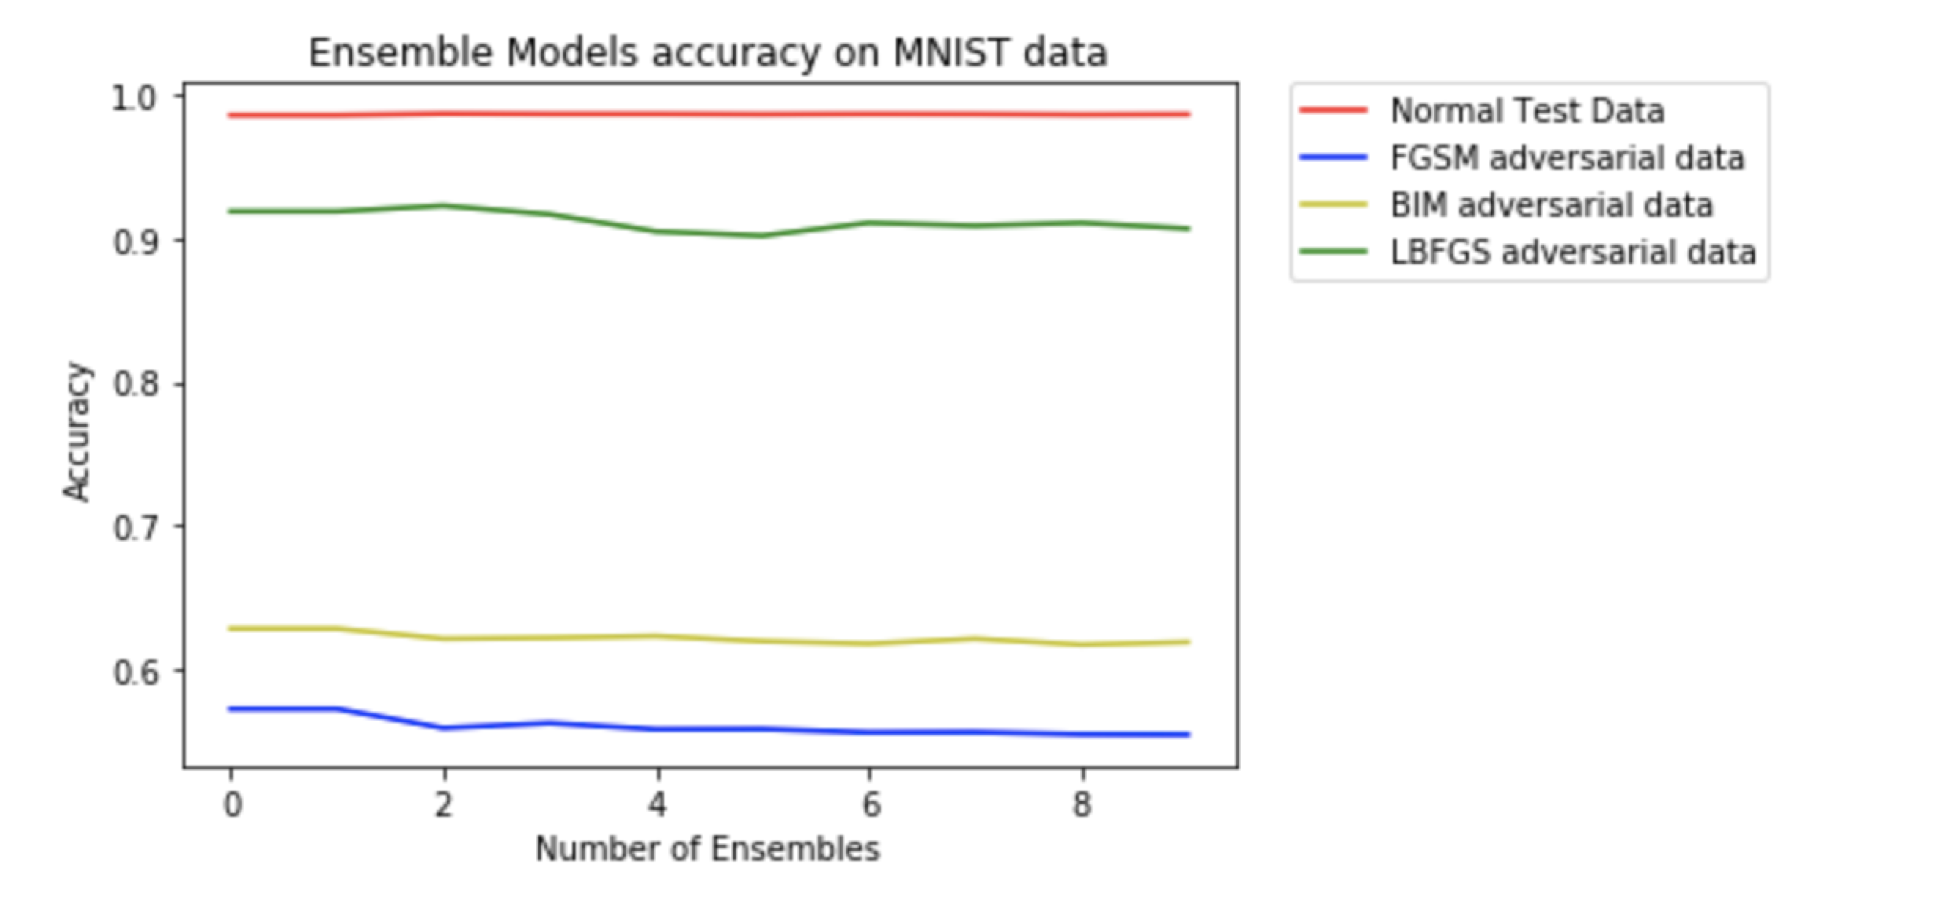 Ensemble Models accuracy on MNIST data
1.0
0.9
0.8
0.7
0.6
Accuracy
0 2 4 6 8
Number of Ensembles
Normal Test Data
FGSM adversarial data
BIM adversarial data
LBFGS adversarial data